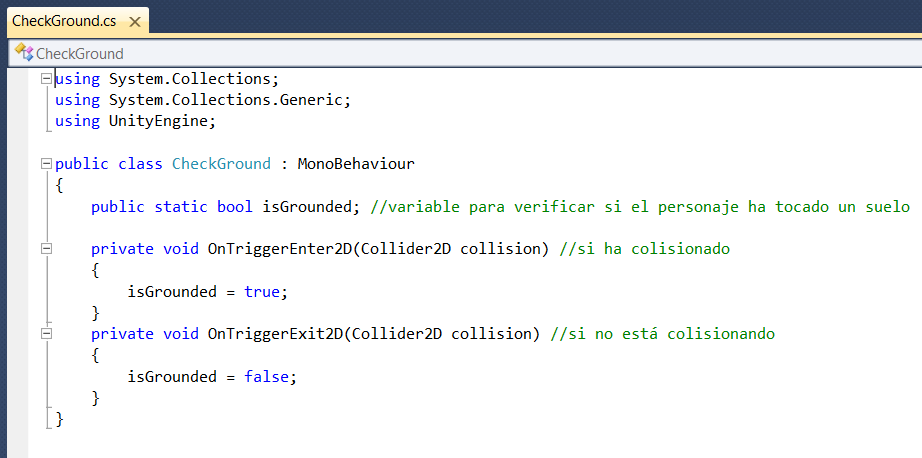 CheckGround.cs
CheckGround
using System.Collections;
using System.Collections.Generic;
using UnityEngine;
public class CheckGround : MonoBehaviour
{
public static bool isGrounded; //variable para verificar si el personaje ha tocado un suelo
private void OnTriggerEnter2D(Collider2D collision) //si ha colisionado
{
isGrounded = true;
}
private void OnTriggerExit2D(Collider2D collision) //si no está colisionando
{
isGrounded = false;
}
}